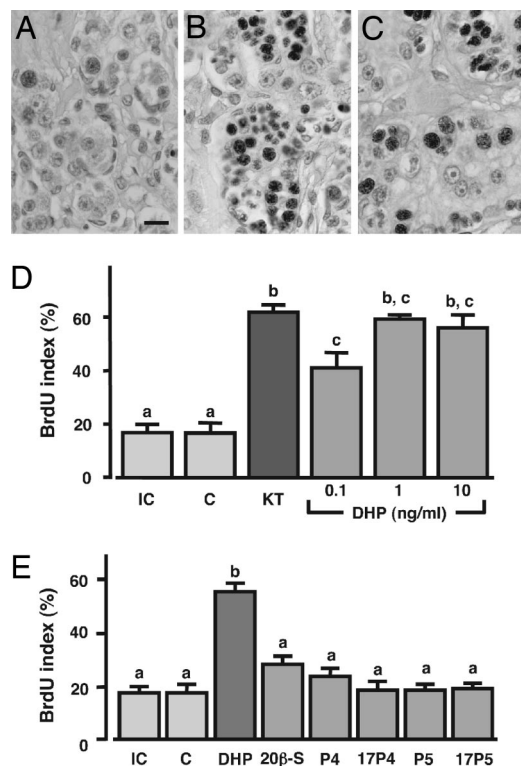 A B C
D
BrdU index (%)
60
40
20
0
a a b c b, c b, c
IC C KT 0.1 1 10
DHP (ng/ml)
E
BrdU index (%)
60
40
20
0
a a b a a a a a
IC C DHP 20β-S P4 17P4 P5 17P5